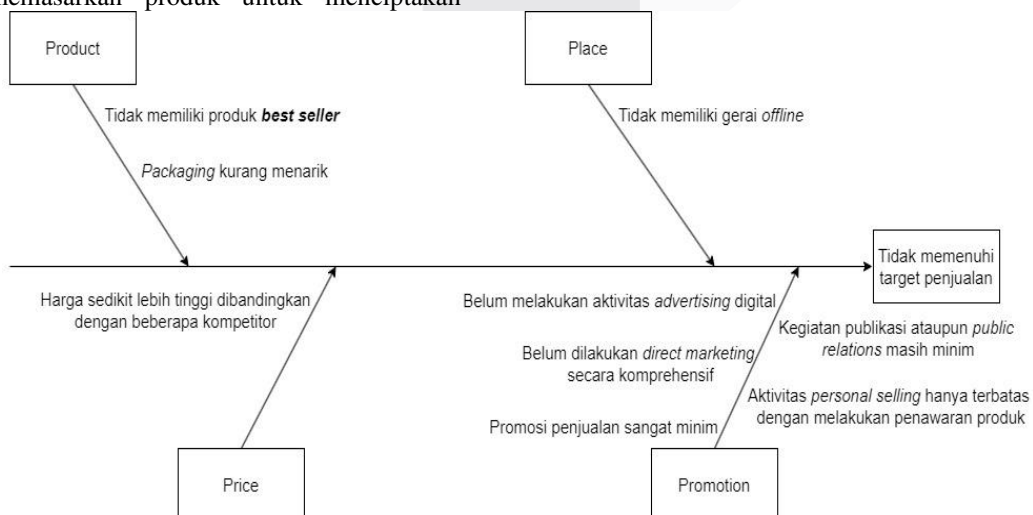 memasarkan produk untuk menciptakan
Product
Place
Tidak memiliki produk best seller
Tidak memiliki gerai offline
Packaging kurang menarik
Tidak memenuhi
target penjualan
Harga sedikit lebih tinggi dibandingkan
dengan beberapa kompetitor
Belum melakukan aktivitas advertising digital
Kegiatan publikasi ataupun public
relations masih minim
Belum dilakukan direct marketing
secara komprehensif
Aktivitas personal selling hanya terbatas
dengan melakukan penawaran produk
Promosi penjualan sangat minim
Price
Promotion